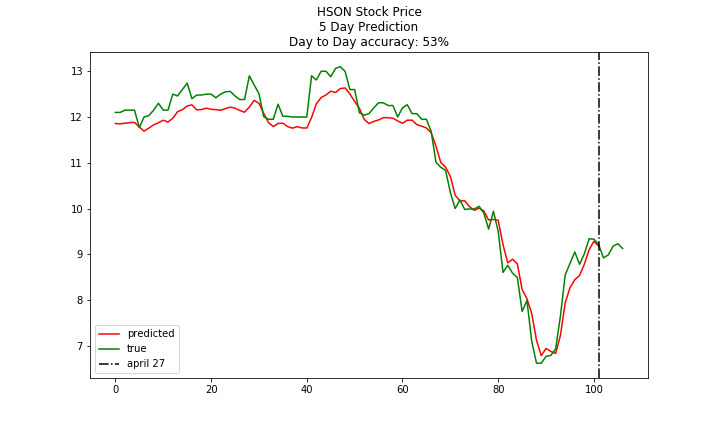 HSON Stock Price
5 Day Prediction
Day to Day accuracy: 53%
13
12
11
10
9
8
7
predicted
true
april 27
0 20 40 60 80 100